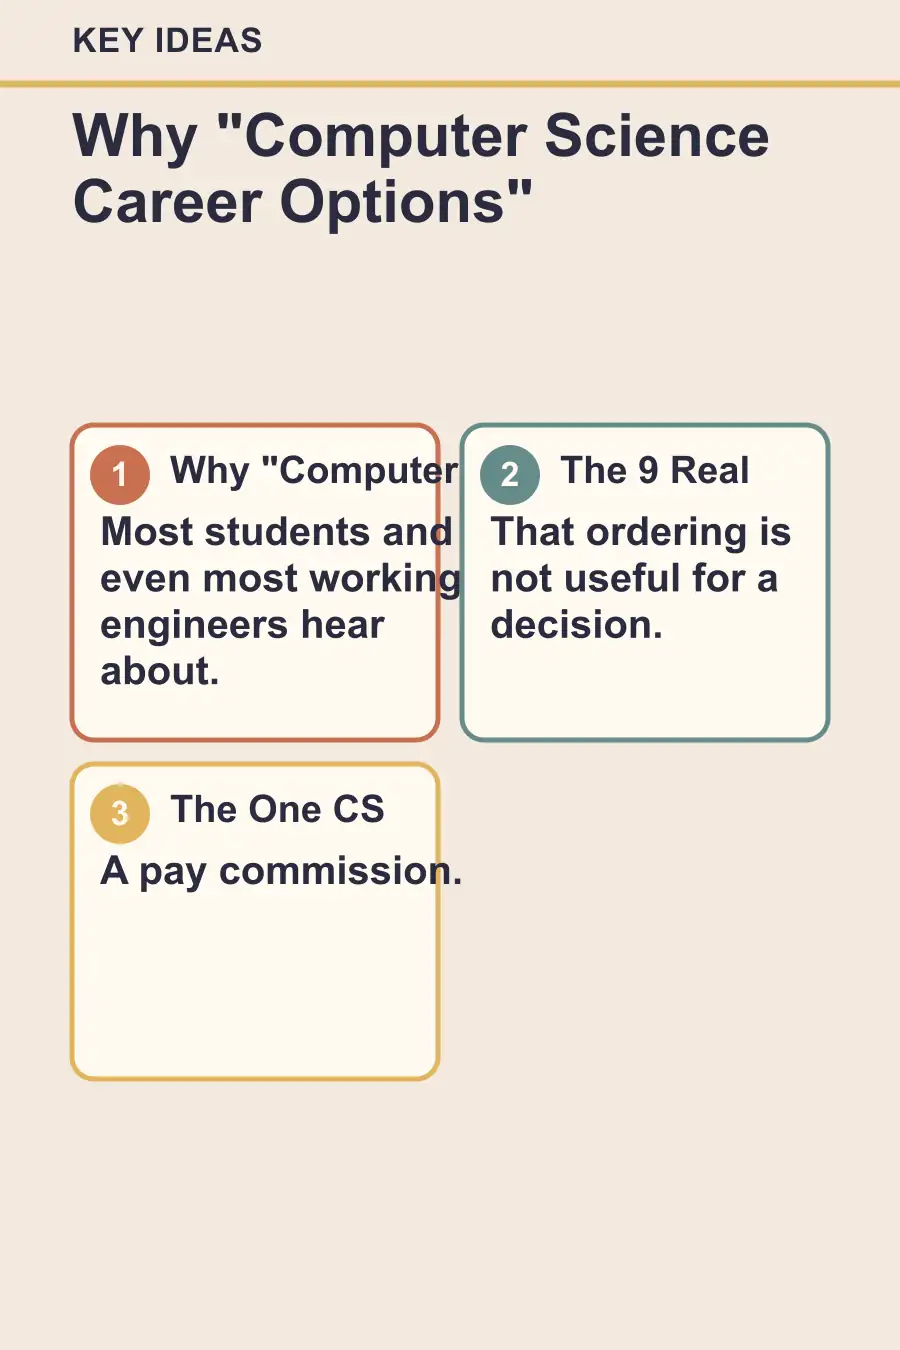 KEY IDEAS
Why "Computer Science
Career Options"
1
Why "Computer
Most students and
even most working
engineers hear
about.
2
The 9 Real
That ordering is
not useful for a
decision.
3
The One CS
A pay commission.